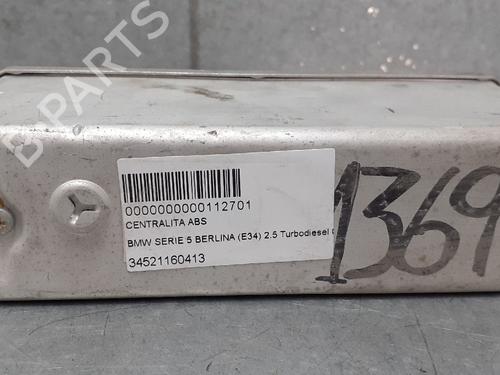 B-PARTS
0000000000112701
CENTRALITA ABS
BMW SERIE 5 BERLINA (E34) 2.5 Turbodiesel
34521160413
1369